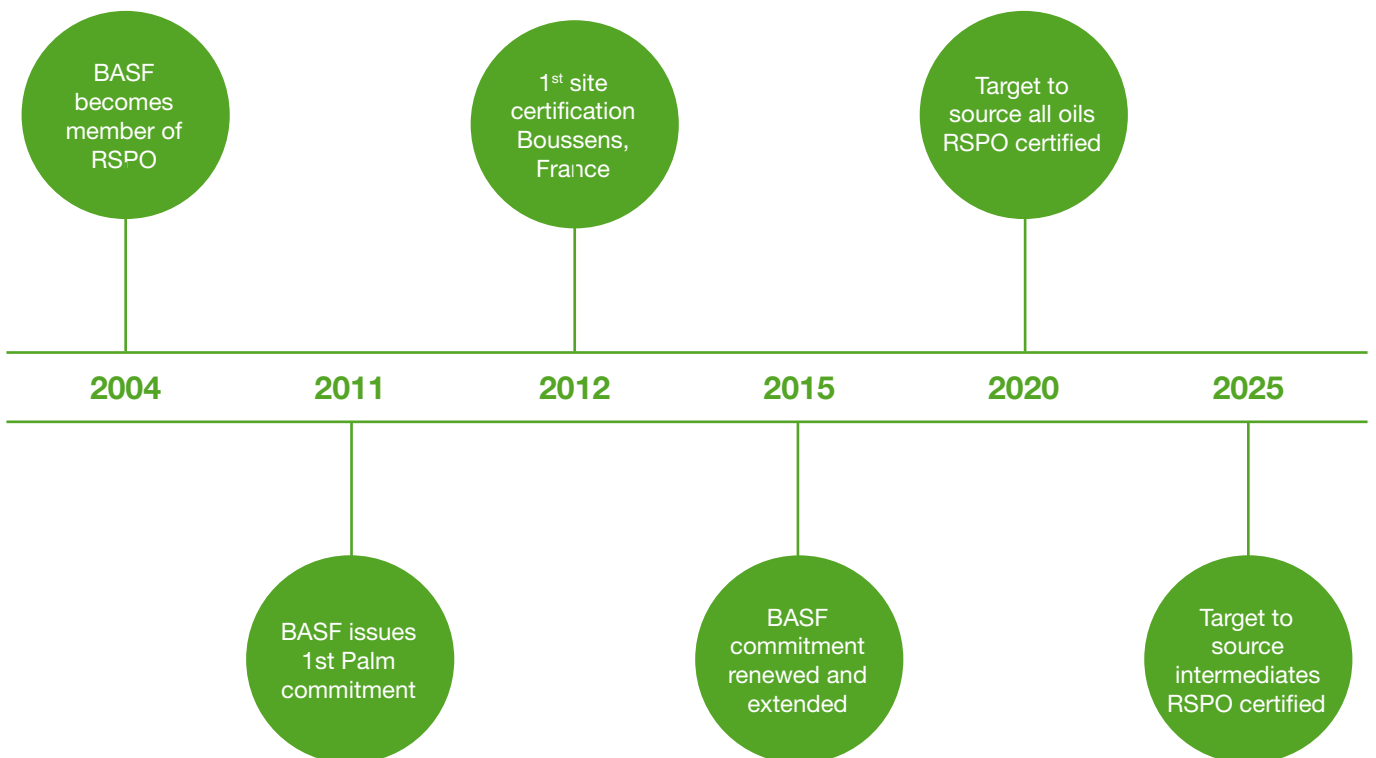 BASF
becomes
member of
RSPO
1st site
certification
Boussens,
France
Target to
source all oils
RSPO certified
2004 2011 2012 2015 2020 2025
BASF issues
1st Palm
commitment
BASF
commitment
renewed and
extended
Target to
source
intermediates
RSPO certified